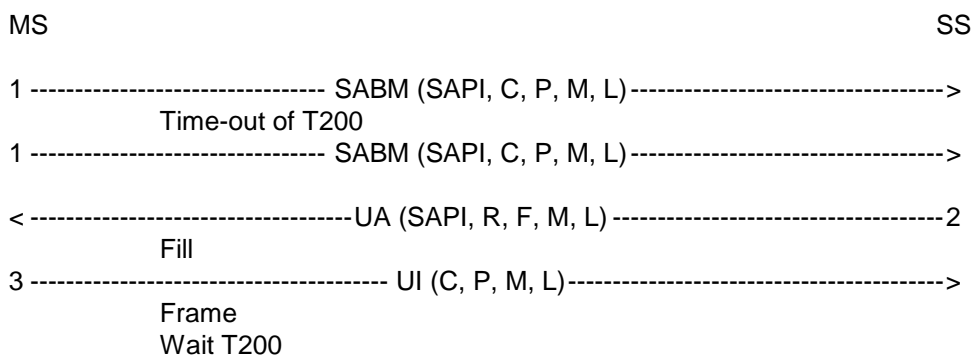 MS SS
1 --------------------------------- SABM (SAPI, C, P, M, L)----------------------------------->
Time-out of T200
1 --------------------------------- SABM (SAPI, C, P, M, L)----------------------------------->
< ------------------------------------UA (SAPI, R, F, M, L) -------------------------------------2
Fill
3 ---------------------------------------- UI (C, P, M, L)------------------------------------------>
Frame
Wait T200